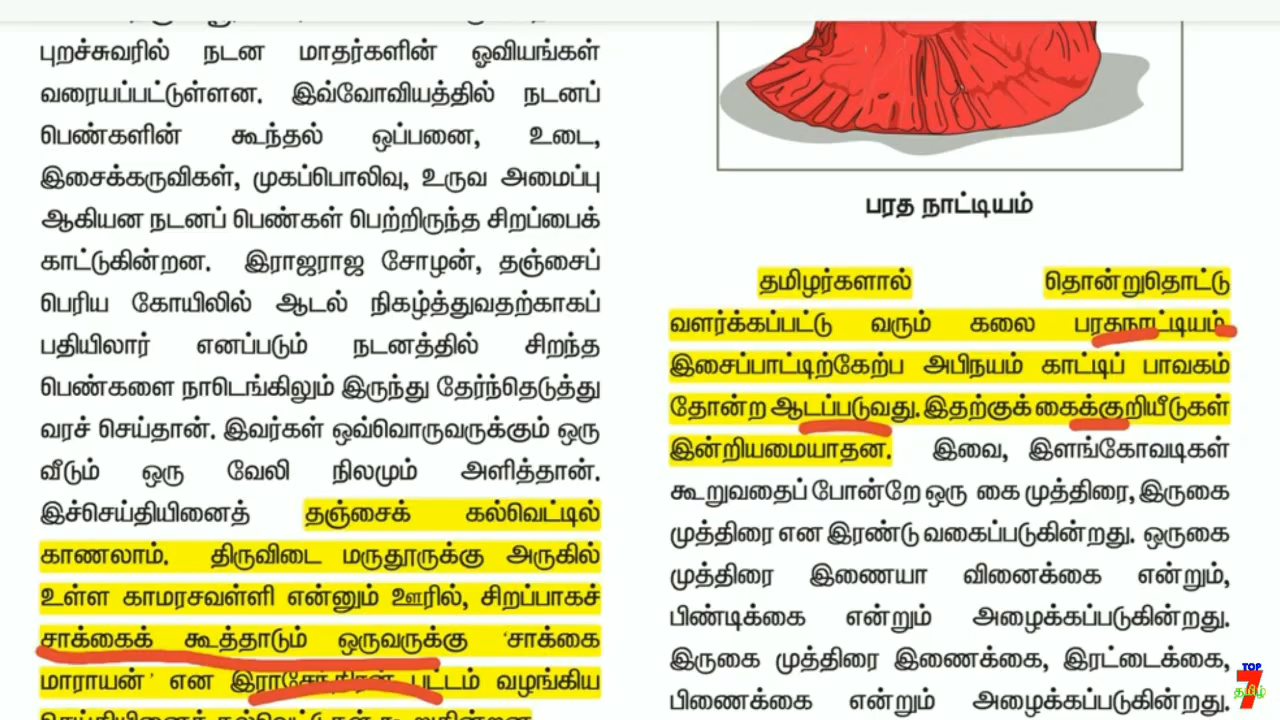 புறச்சுவரில் நடன மாதர்களின் ஓவியங்கள்
வரையப்பட்டுள்ளன. இவ்வோவியத்தில் நடனப்
பெண்களின் கூந்தல் ஒப்பனை, உடை,
இசைக்கருவிகள், முகப்பொலிவு, உருவ அமைப்பு
ஆகியன நடனப் பெண்கள் பெற்றிருந்த சிறப்பைக்
காட்டுகின்றன. இராஜராஜ சோழன், தஞ்சைப்
பெரிய கோயிலில் ஆடல் நிகழ்த்துவதற்காகப்
பதியிலார் எனப்படும் நடனத்தில் சிறந்த
பெண்களை நாடெங்கிலும் இருந்து தேர்ந்தெடுத்து
வரச் செய்தான். இவர்கள் ஒவ்வொருவருக்கும் ஒரு
வீடும் ஒரு வேலி நிலமும் அளித்தான்.
இச்செய்தியினைத் தஞ்சைக் கல்வெட்டில்
காணலாம். திருவிடை மருதூருக்கு அருகில்
உள்ள காமரசவள்ளி என்னும் ஊரில், சிறப்பாகச்
சாக்கைக் கூத்தாடும் ஒருவருக்கு ‘சாக்கை
மாராயன்’ என இராசேந்திரன் பட்டம் வழங்கிய
செய்தியினைக் கல்வெட்டுகள் கூறுகின்றன.
பரத நாட்டியம்
தமிழர்களால் தொன்றுதொட்டு
வளர்க்கப்பட்டு வரும் கலை பரதநாட்டியம்.
இசைப்பாட்டிற்கேற்ப அபிநயம் காட்டிப் பாவகம்
தோன்ற ஆடப்படுவது. இதற்குக் கைக்குறியீடுகள்
இன்றியமையாதன. இவை, இளங்கோவடிகள்
கூறுவதைப் போன்றே ஒரு கை முத்திரை, இருகை
முத்திரை என இரண்டு வகைப்படுகின்றது. ஒருகை
முத்திரை இணையா வினைக்கை என்றும்,
பிண்டிக்கை என்றும் அழைக்கப்படுகின்றது.
இருகை முத்திரை இணைக்கை, இரட்டைக்கை,
பிணைக்கை என்றும் அழைக்கப்படுகின்றது.
TOP
7
தமிழ்